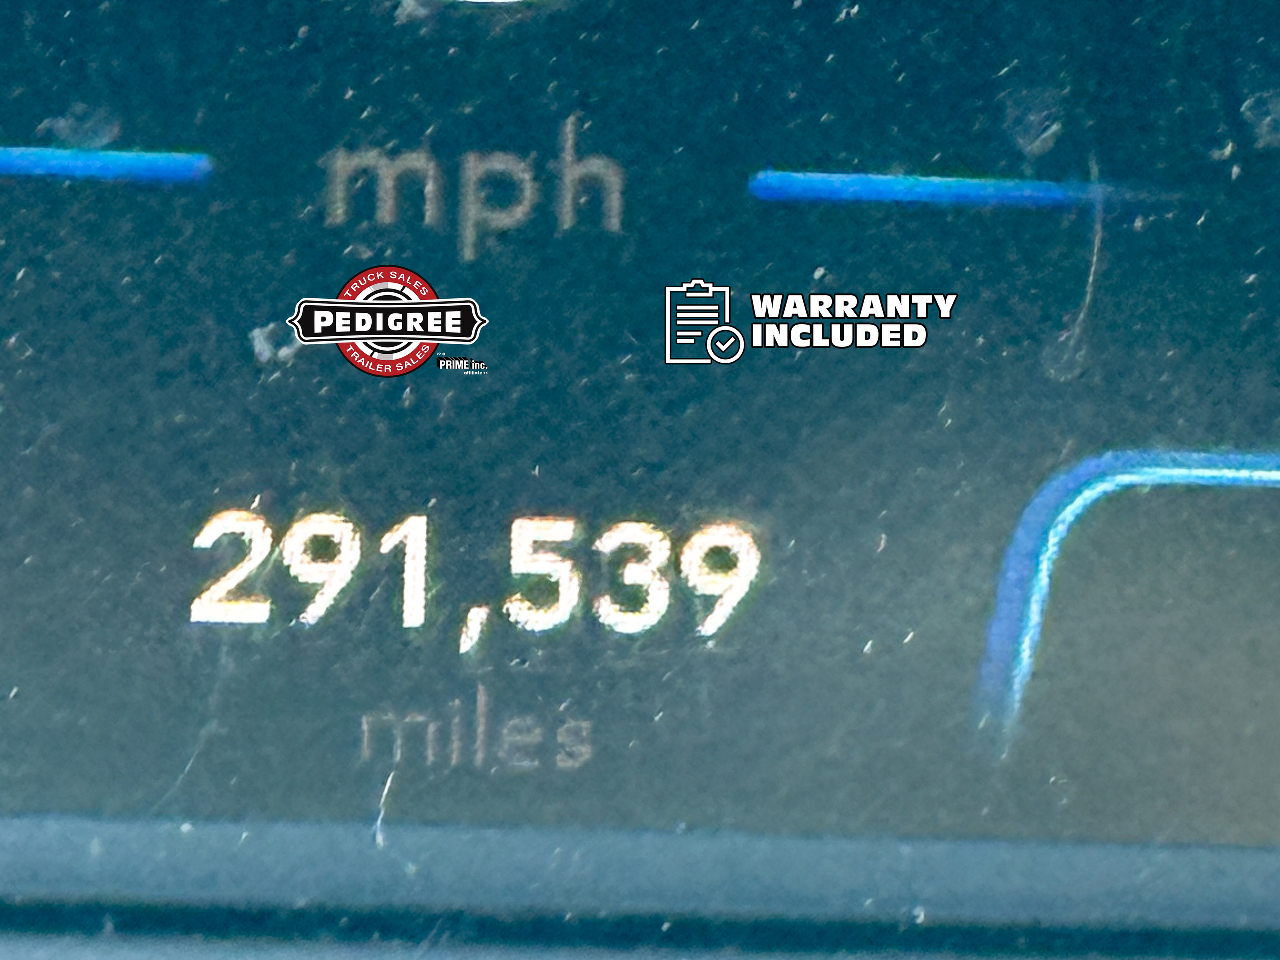 mph
TRUCK SALES
PEDIGREE
TRAILER SALES
PRIME inc.
WARRANTY
INCLUDED
291,539
miles